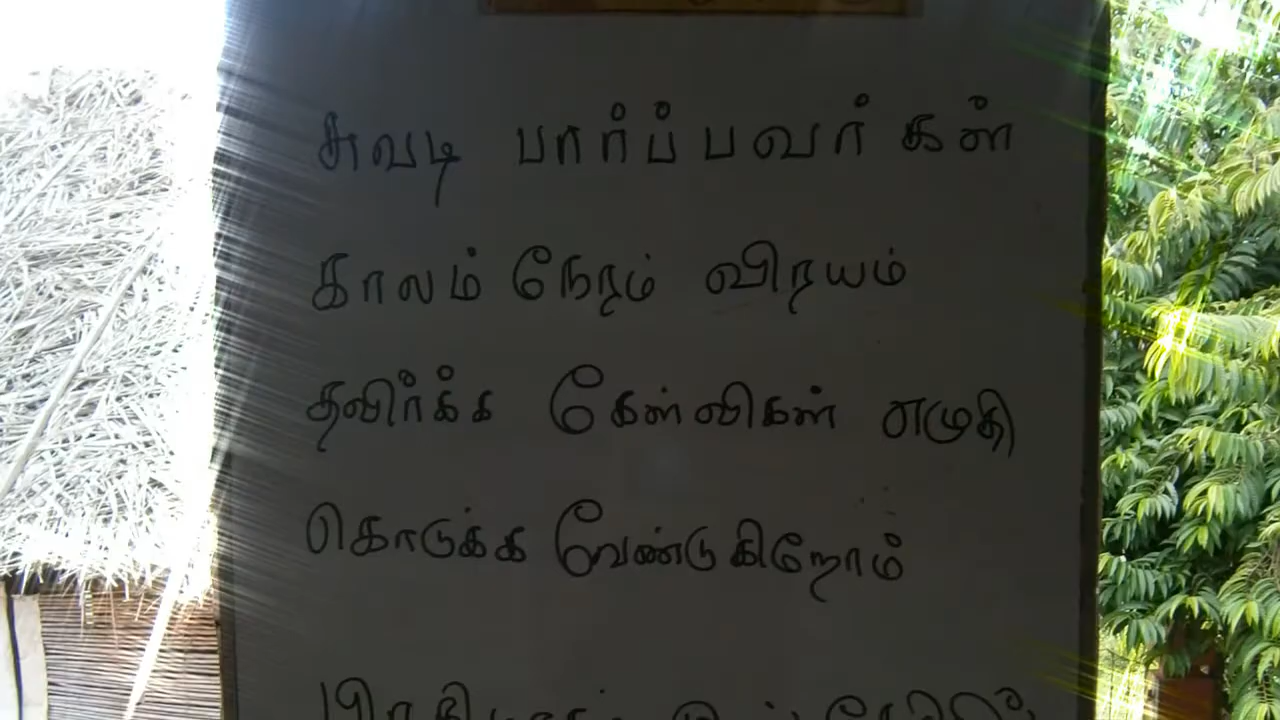 சுவடி பார்ப்பவர்கள்
காலம் நேரம் விரயம்
தவிர்க்க கேள்விகள் எழுதி
கொடுக்க வேண்டுகிறோம்